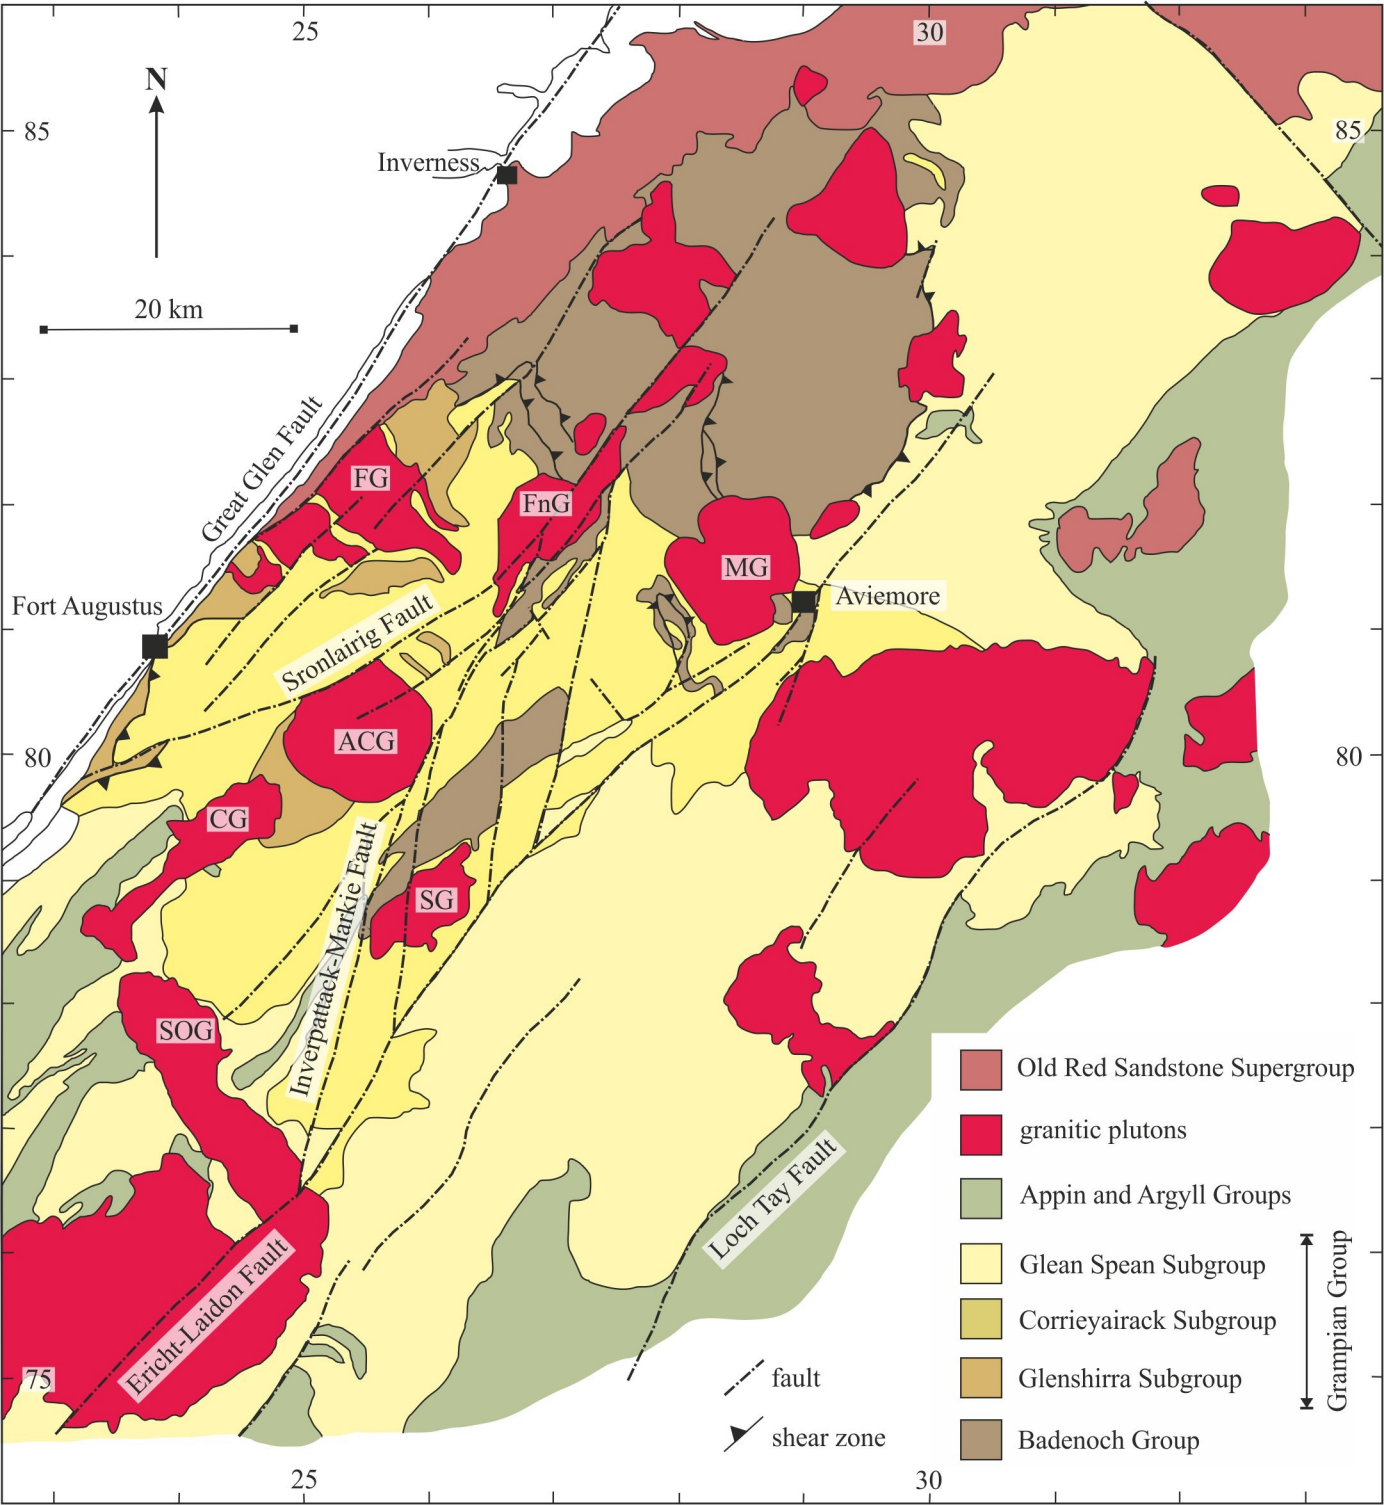 25
30
N
85
85
Inverness
20 km
Great Glen Fault
FG
FnG
MG
Fort Augustus
Aviemore
Sronlairig Fault
ACG
80
80
CG
SG
Inverpattack-Markie Fault
SOG
Old Red Sandstone Supergroup
granitic plutons
Appin and Argyll Groups
Loch Tay Fault
Glean Spean Subgroup
Corrieyairack Subgroup
Glenshirra Subgroup
Grampian Group
Badenoch Group
Ericht-Laidon Fault
75
fault
shear zone
25
30